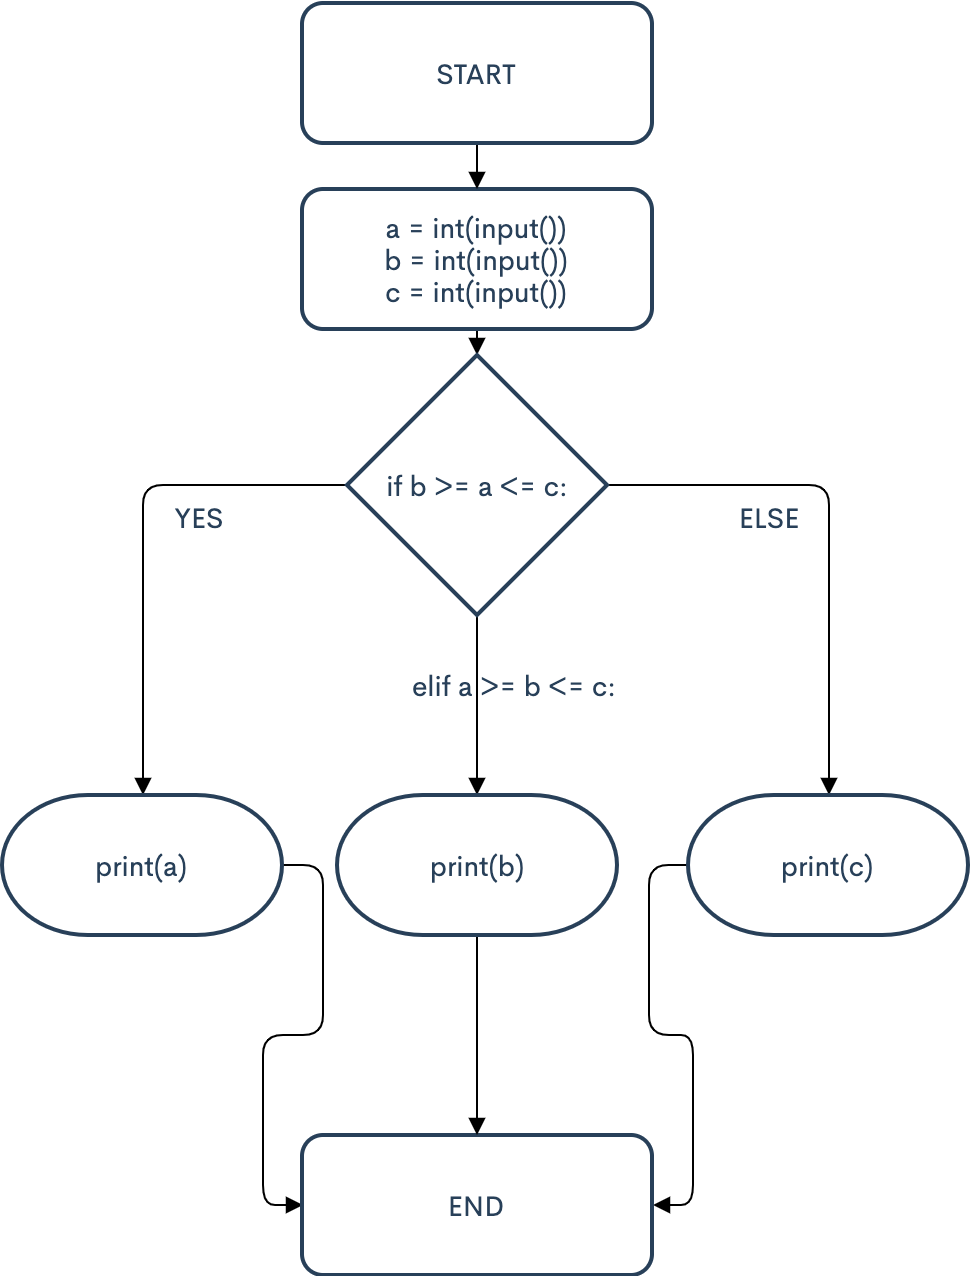 START
a = int(input())
b = int(input())
c = int(input())
if b >= a <= c:
YES
ELSE
elif a >= b <= c:
print(a)
print(b)
print(c)
END